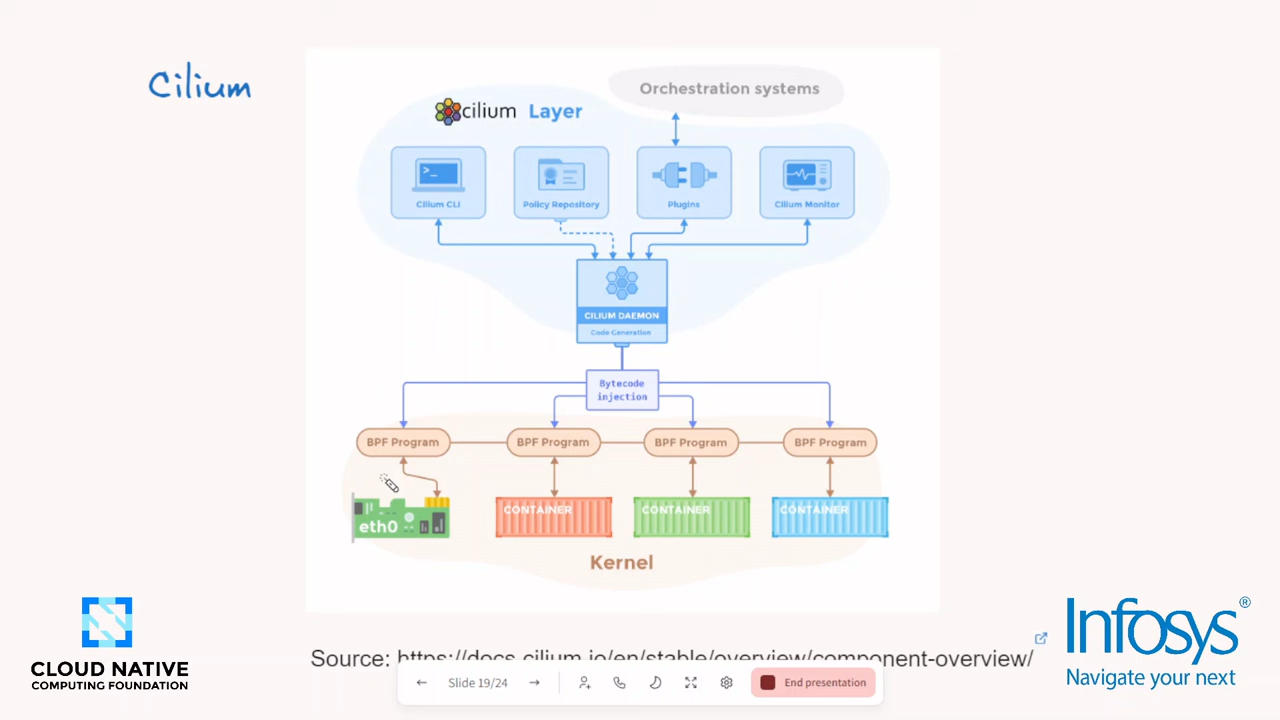 Cilium
Orchestration systems
cilium Layer
>_
Cilium CLI
Policy Repository
Plugins
Cilium Monitor
CILIUM DAEMON
Code Generation
Bytecode
injection
BPF Program
BPF Program
BPF Program
BPF Program
eth0
CONTAINER
CONTAINER
CONTAINER
Kernel
CLOUD NATIVE
COMPUTING FOUNDATION
Infosys®
Navigate your next
Source: https://docs.cilium.io/en/stable/overview/component-overview/
Slide 19/24
End presentation